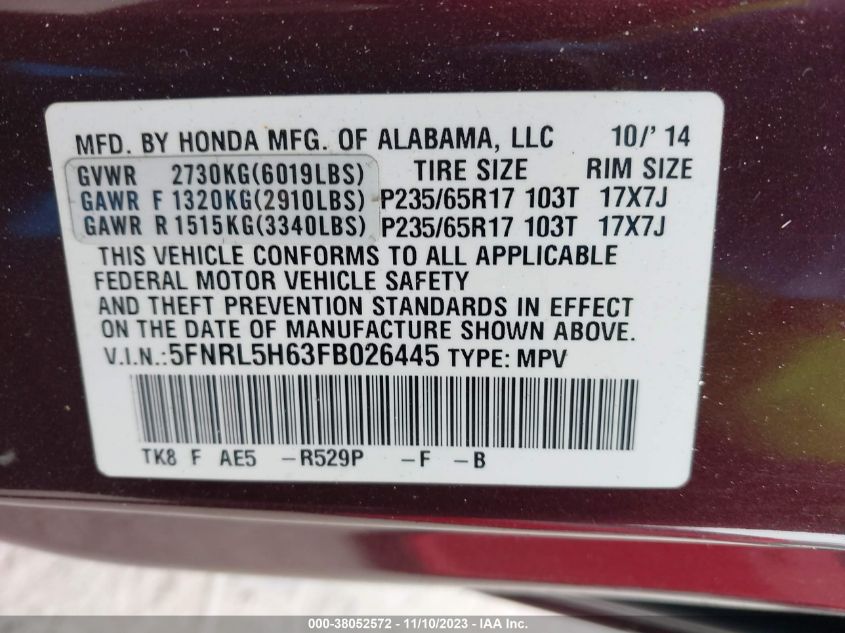 MFD. BY HONDA MFG. OF ALABAMA, LLC 10/'14
GVWR 2730KG(6019LBS) TIRE SIZE RIM SIZE
GAWR F 1320KG(2910LBS) P235/65R17 103T 17X7J
GAWR R 1515KG(3340LBS) P235/65R17 103T 17X7J
THIS VEHICLE CONFORMS TO ALL APPLICABLE
FEDERAL MOTOR VEHICLE SAFETY
AND THEFT PREVENTION STANDARDS IN EFFECT
ON THE DATE OF MANUFACTURE SHOWN ABOVE.
V.I.N.:5FNRL5H63FB026445 TYPE: MPV
TK8 F AE5 -R529P -F -B
000-38052572 - 11/10/2023 - IAA Inc.